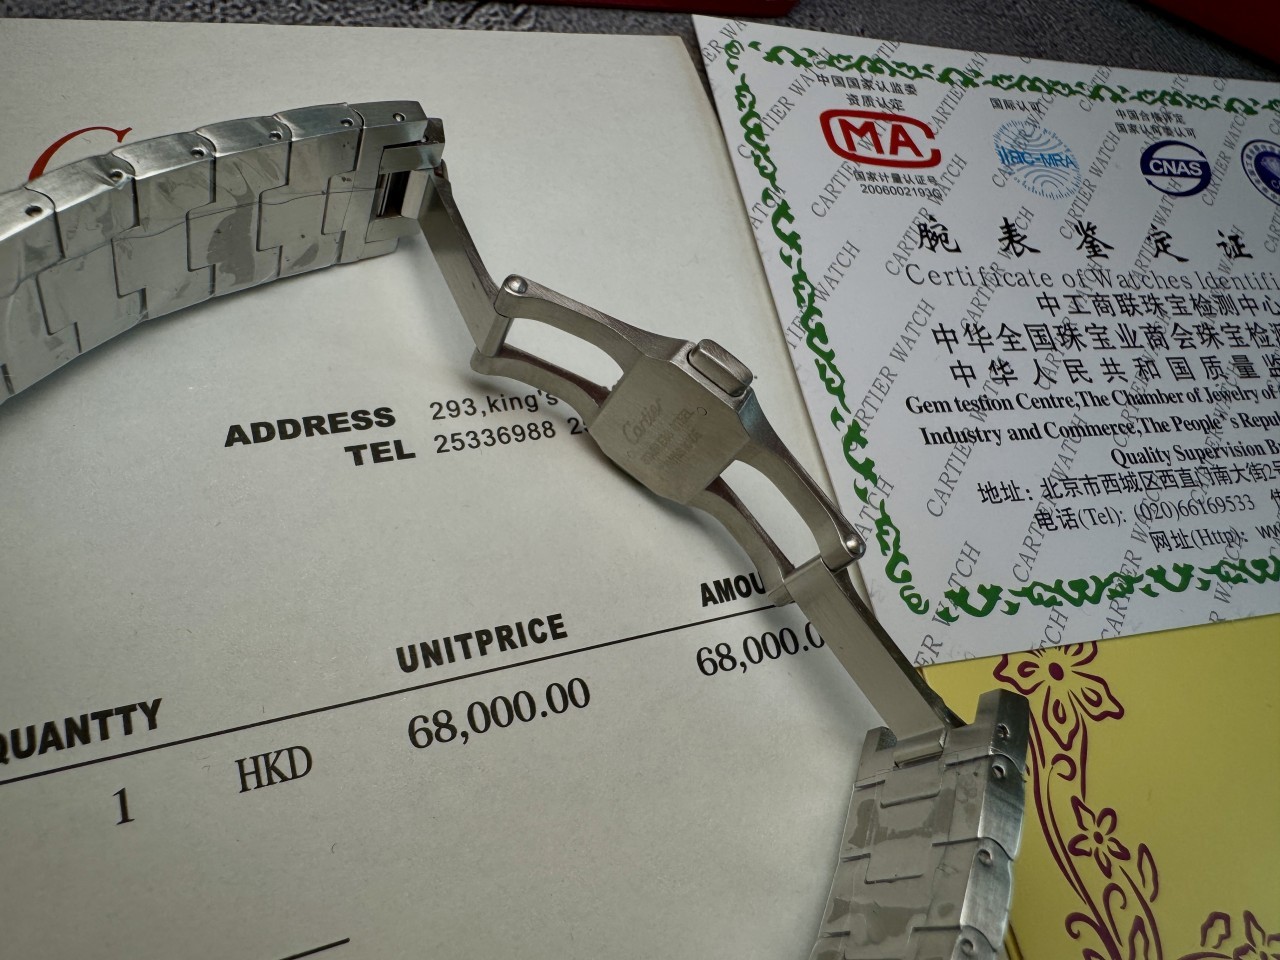 C
ADDRESS 293,king's
TEL 25336988
QUANTTY UNITPRICE AMOU
1 HKD 68,000.00 68,000.0
Cartier
中国国家认监委
资质认定
CMA
国家计量认证号
2006002193Q
国际认可
ilac-MRA
中国合格评定
国家认可委认可
CNAS
腕表鉴定证
Certificate of Watches Identifi
中工商联珠宝检测中心
中华全国珠宝业商会珠宝检测
中华人民共和国质量监
Gem testion Centre,The Chamber of Jewelry of
Industry and Commerce,The People's Repu
Quality Supervision B
地址：北京市西城区西直门南大街2号
电话(Tel): (020)66169533
网址(Http): ww
CARTIER WATCH